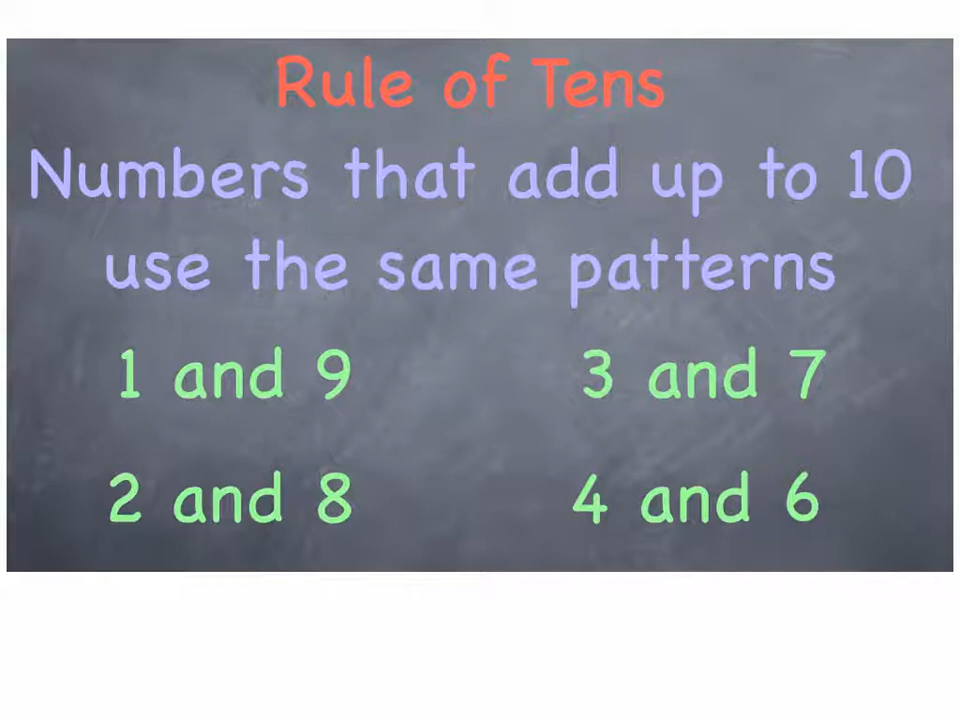 Rule of Tens
Numbers that add up to 10
use the same patterns
1 and 9 3 and 7
2 and 8 4 and 6